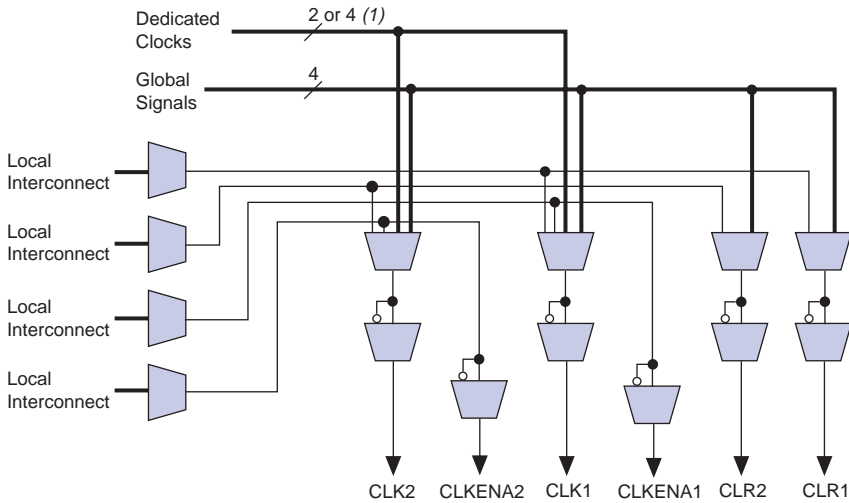 Dedicated
Clocks
2 or 4 (1)
Global
Signals
4
Local
Interconnect
Local
Interconnect
Local
Interconnect
Local
Interconnect
CLK2 CLKENA2 CLK1 CLKENA1 CLR2 CLR1